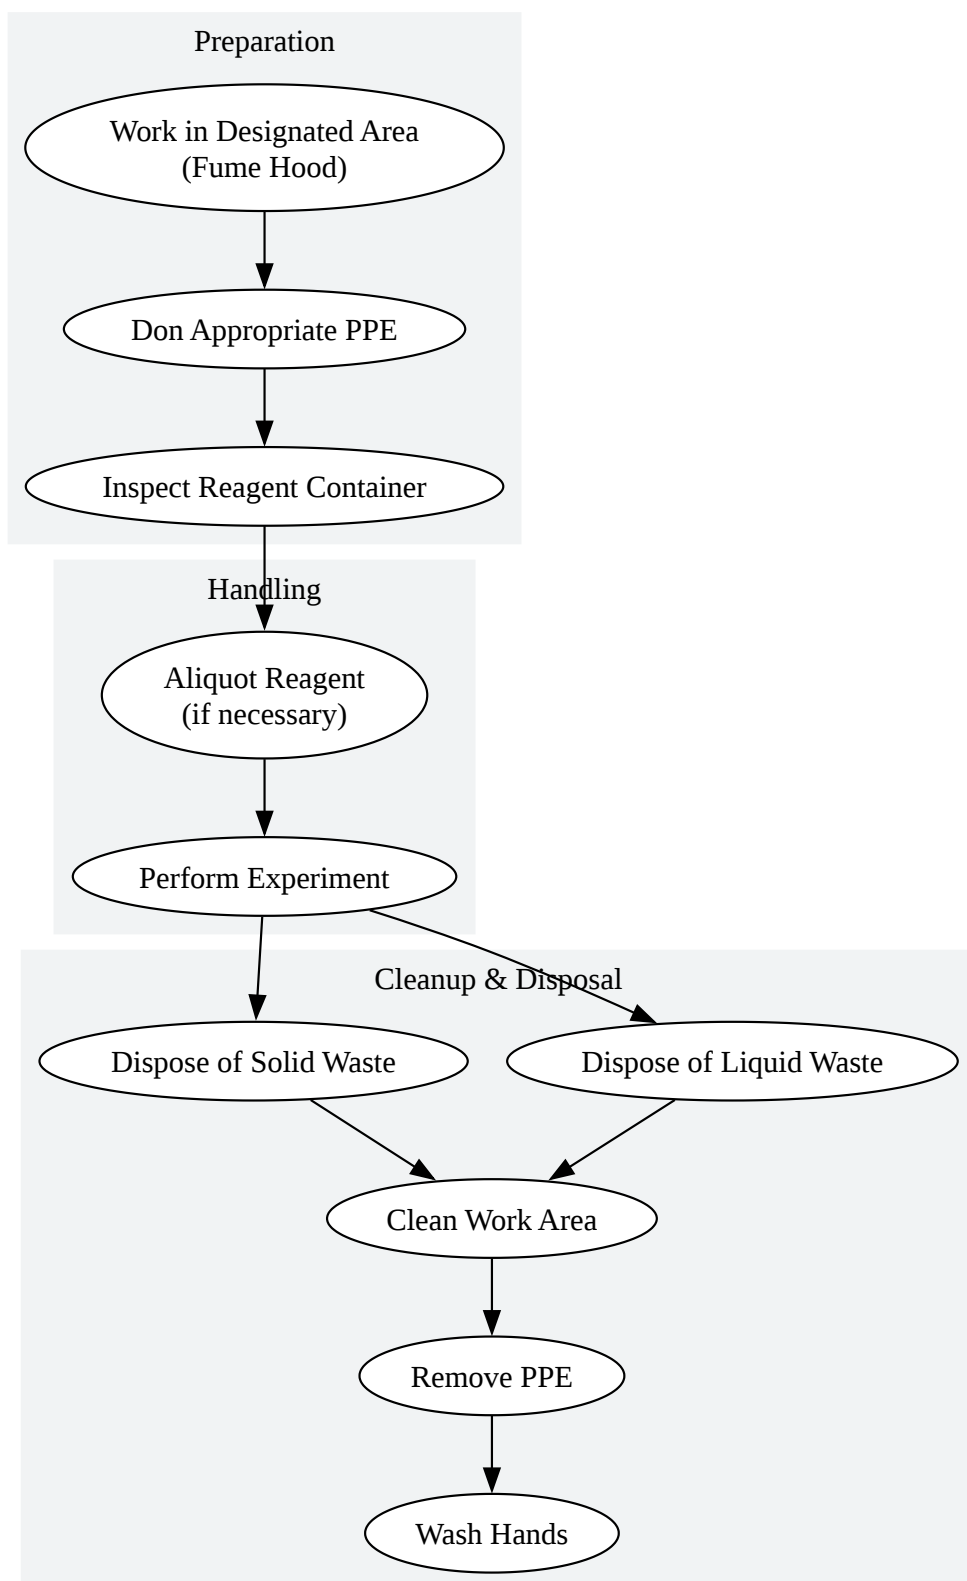 Preparation
Work in Designated Area
(Fume Hood)
Don Appropriate PPE
Inspect Reagent Container
Handling
Aliquot Reagent
(if necessary)
Perform Experiment
Cleanup & Disposal
Dispose of Solid Waste
Dispose of Liquid Waste
Clean Work Area
Remove PPE
Wash Hands